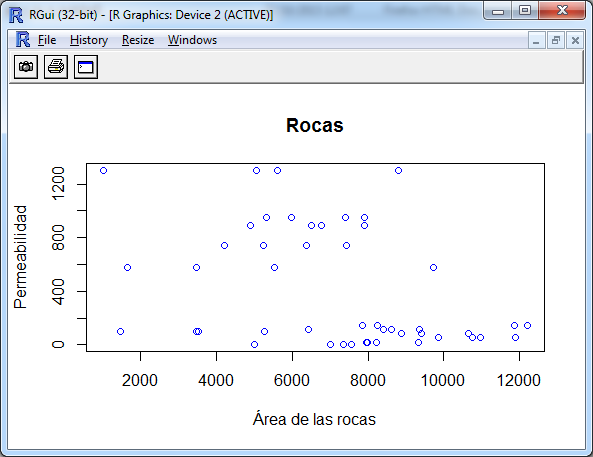 RGui (32-bit) - [R Graphics: Device 2 (ACTIVE)]
File History Resize Windows
Rocas
Permeabilidad
0 400 800 1200
2000 4000 6000 8000 10000 12000
Área de las rocas